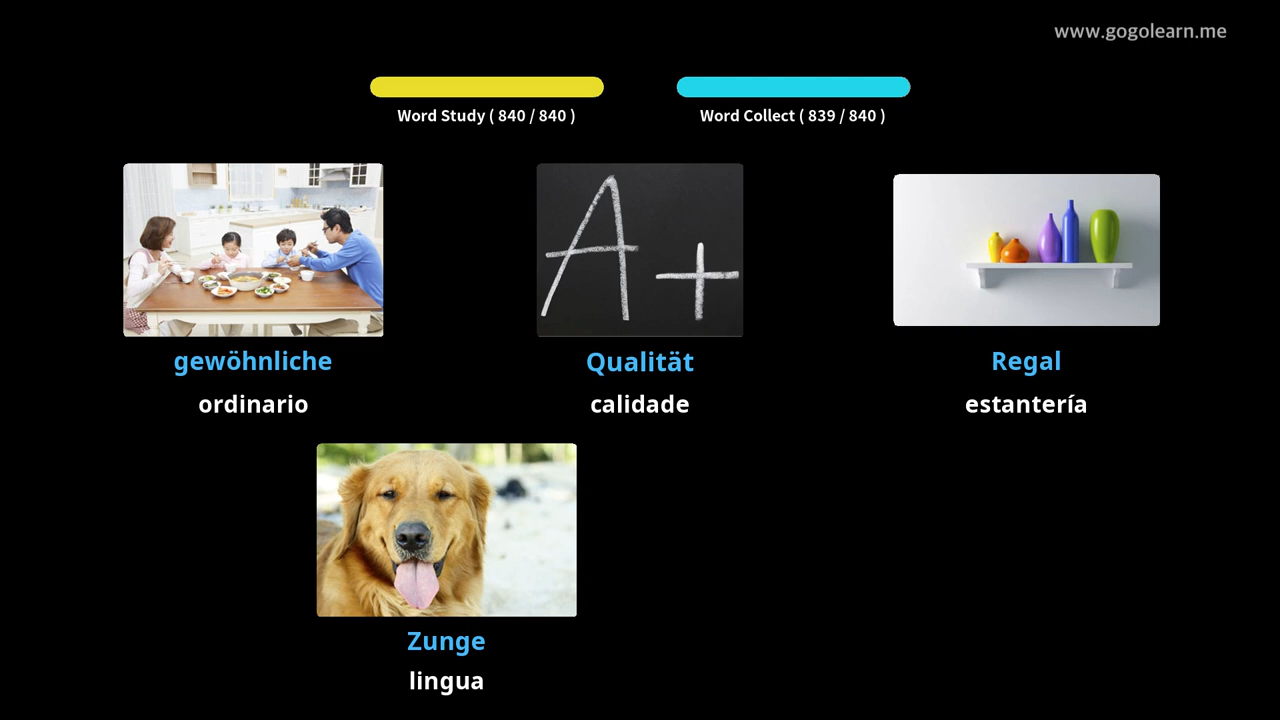 www.gogolearn.me
Word Study ( 840 / 840 )
Word Collect ( 839 / 840 )
A+
gewöhnliche
Qualität
Regal
ordinario
calidade
estantería
Zunge
lingua